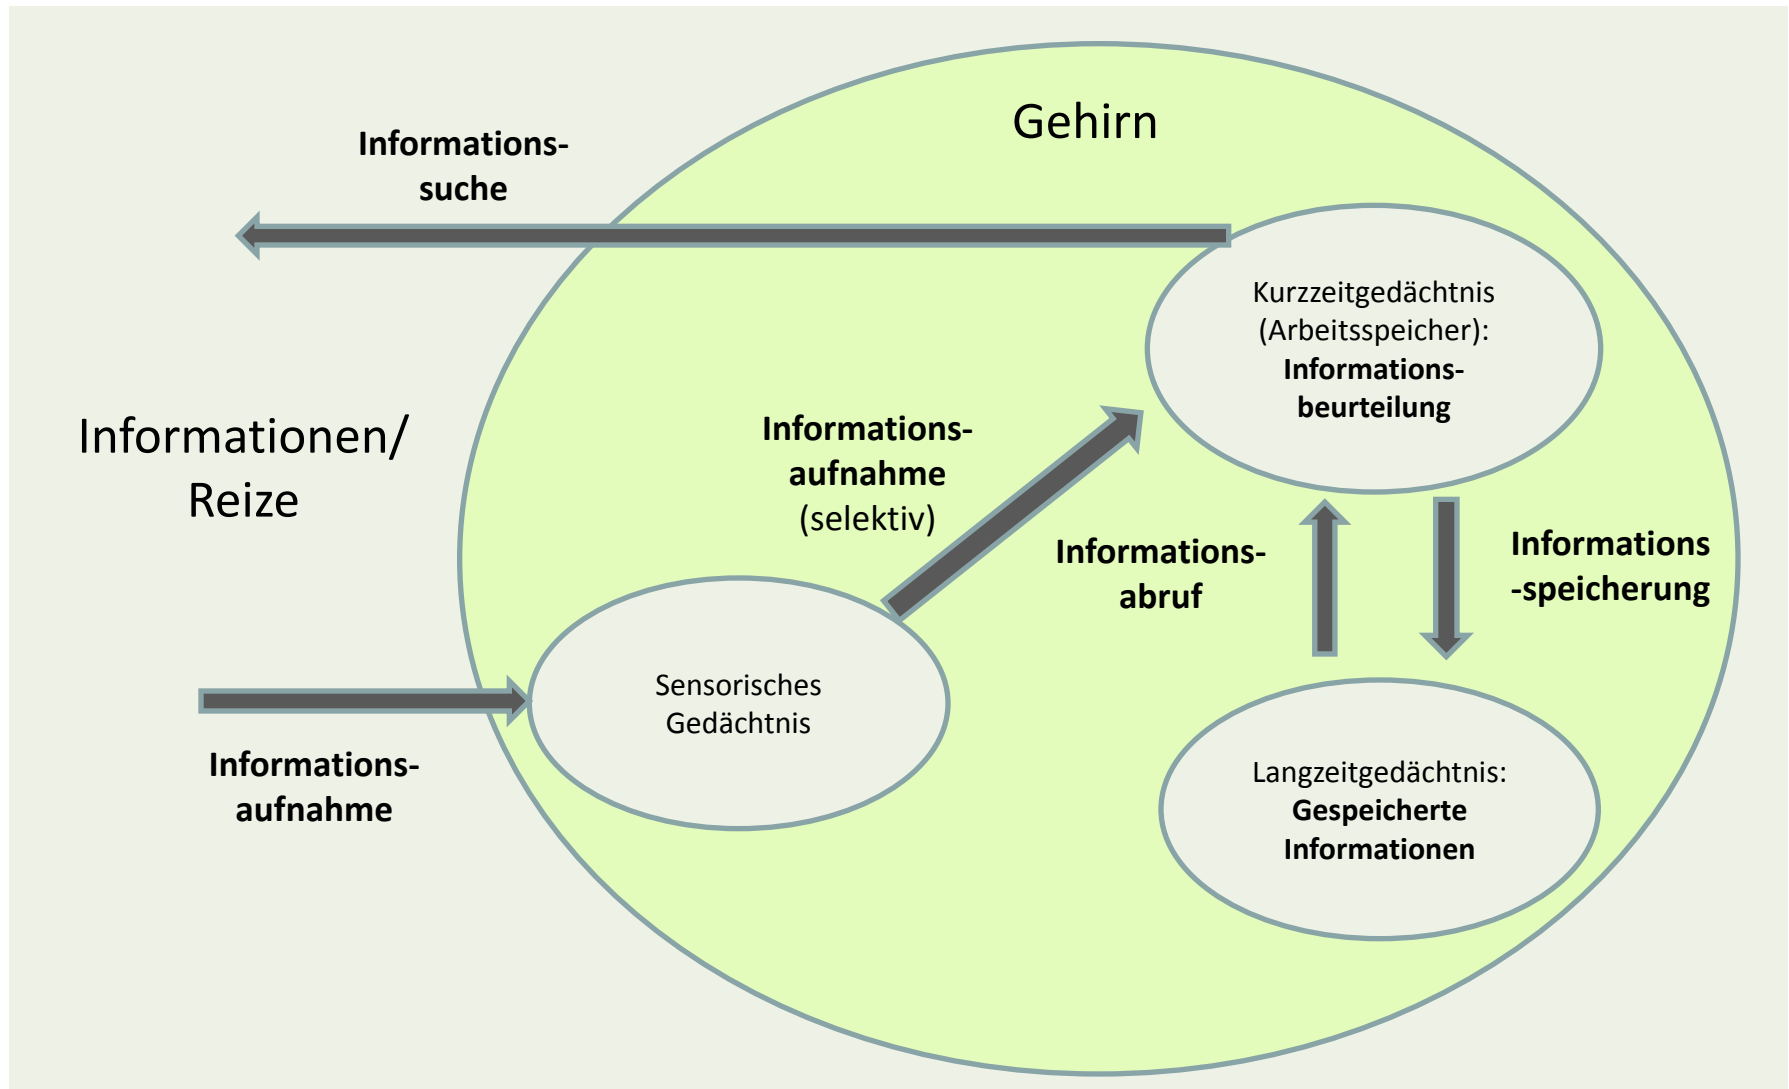 Gehirn
Informations-
suche
Kurzzeitgedächtnis
(Arbeitsspeicher):
Informations-
beurteilung
Informationen/
Reize
Informations-
aufnahme
(selektiv)
Informations-
abruf
Informations
-speicherung
Sensorisches
Gedächtnis
Informations-
aufnahme
Langzeitgedächtnis:
Gespeicherte
Informationen